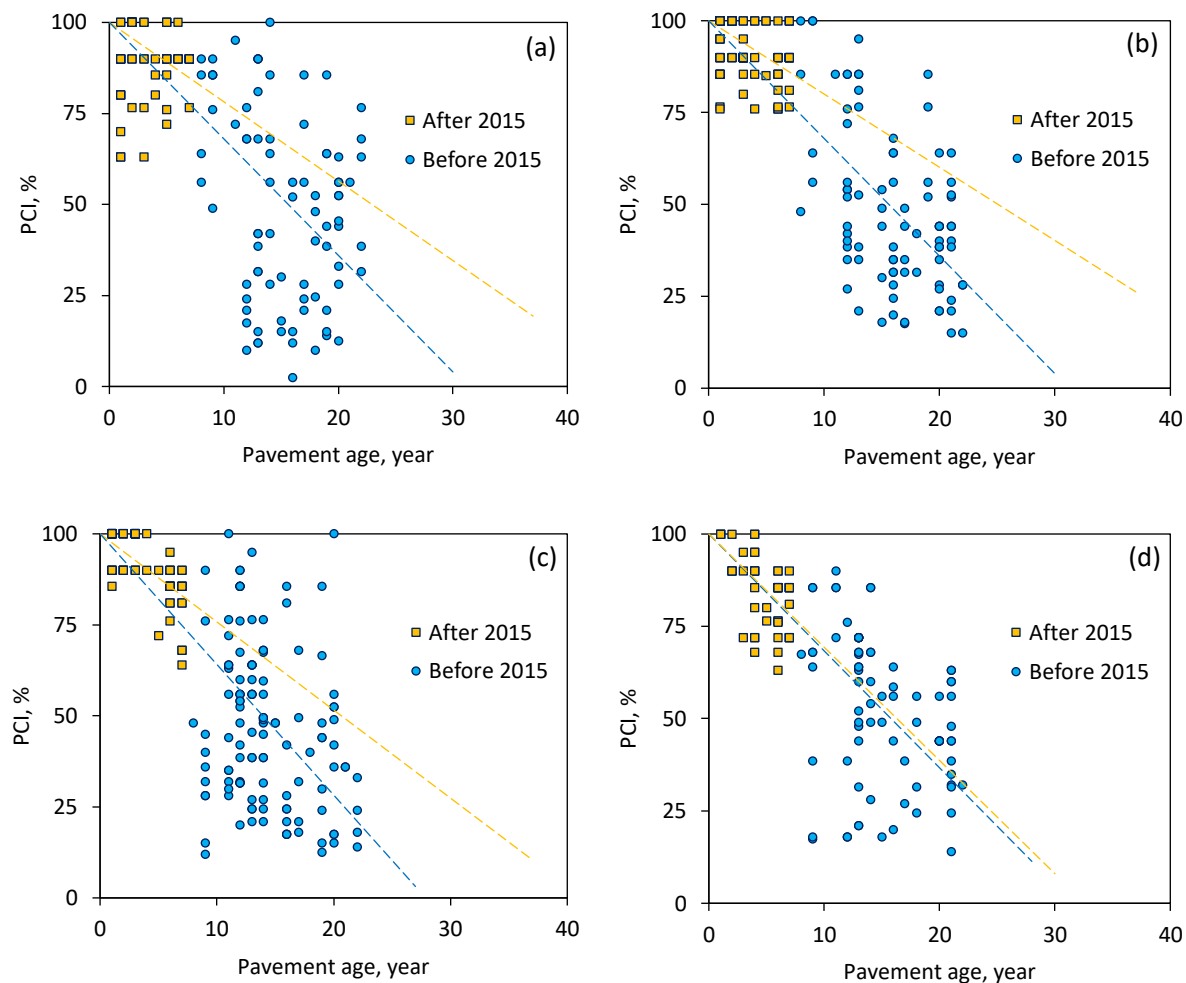 100
(a)
75
After 2015
Before 2015
PCI, %
50
25
0
0 10 20 30 40
Pavement age, year
100
(b)
75
After 2015
Before 2015
PCI, %
50
25
0
0 10 20 30 40
Pavement age, year
100
(c)
75
After 2015
Before 2015
PCI, %
50
25
0
0 10 20 30 40
Pavement age, year
100
(d)
75
After 2015
Before 2015
PCI, %
50
25
0
0 10 20 30 40
Pavement age, year